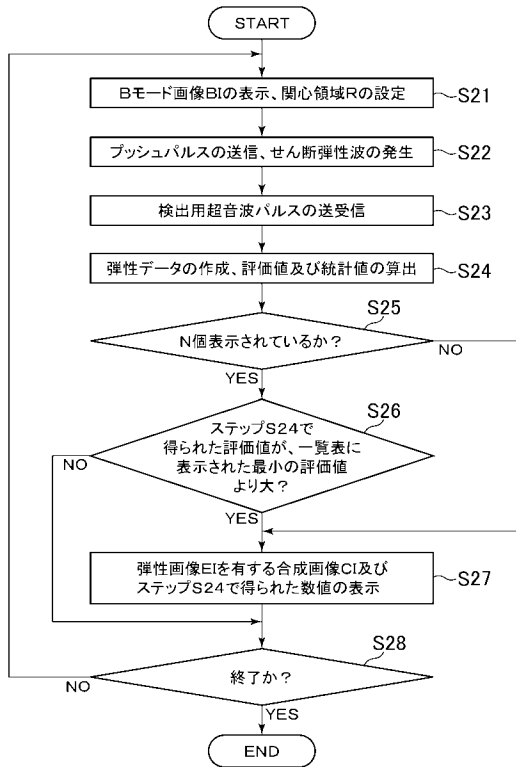 START
Bモード画像BIの表示、関心領域Rの設定
S21
プッシュパルスの送信、せん断弾性波の発生
S22
検出用超音波パルスの送受信
S23
弾性データの作成、評価値及び統計値の算出
S24
S25
N個表示されているか?
NO
YES
S26
ステップS24で
得られた評価値が、一覧表に
表示された最小の評価値
より大?
NO
YES
弾性画像EIを有する合成画像CI及び
ステップS24で得られた数値の表示
S27
S28
終了か?
NO
YES
END